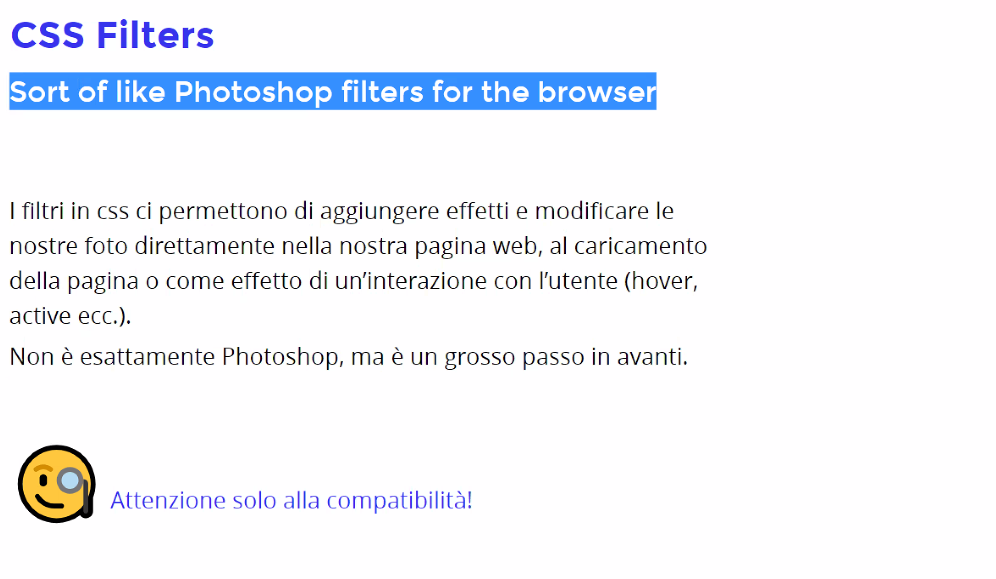 CSS Filters
Sort of like Photoshop filters for the browser
I filtri in css ci permettono di aggiungere effetti e modificare le
nostre foto direttamente nella nostra pagina web, al caricamento
della pagina o come effetto di un’interazione con l’utente (hover,
active ecc.).
Non è esattamente Photoshop, ma è un grosso passo in avanti.
Attenzione solo alla compatibilità!